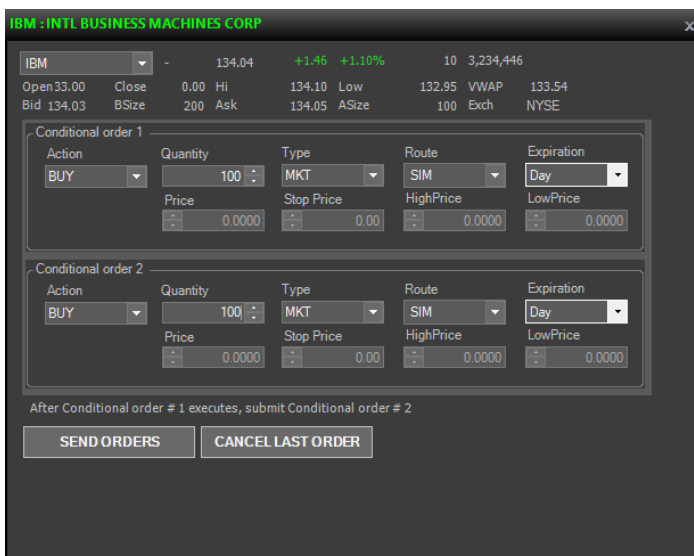 IBM : INTL BUSINESS MACHINES CORP x
IBM - 134.04 +1.46 +1.10% 10 3,234,446
Open 33.00 Close 0.00 Hi 134.10 Low 132.95 VWAP 133.54
Bid 134.03 BSize 200 Ask 134.05 ASize 100 Exch NYSE
Conditional order 1
Action Quantity Type Route Expiration
BUY 100 MKT SIM Day
Price Stop Price HighPrice LowPrice
0.0000 0.00 0.0000 0.0000
Conditional order 2
Action Quantity Type Route Expiration
BUY 100 MKT SIM Day
Price Stop Price HighPrice LowPrice
0.0000 0.00 0.0000 0.0000
After Conditional order # 1 executes, submit Conditional order # 2
SEND ORDERS CANCEL LAST ORDER